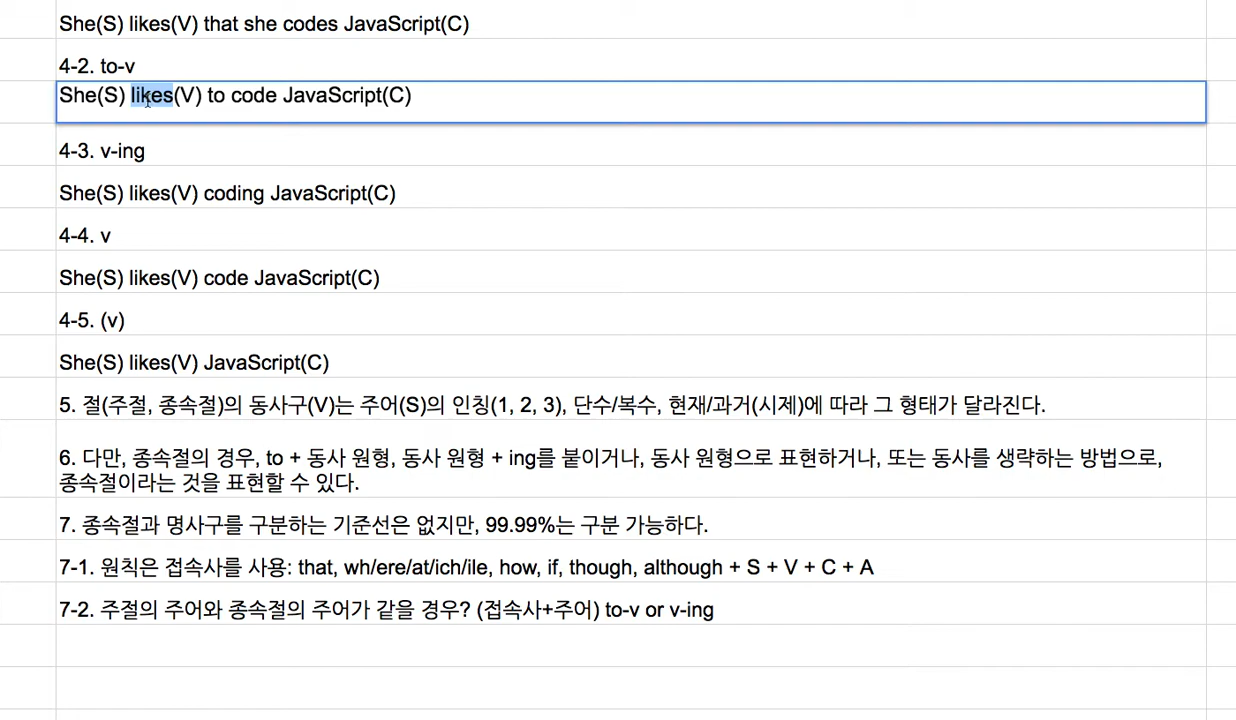 She(S) likes(V) that she codes JavaScript(C)
4-2. to-v
She(S) likes(V) to code JavaScript(C)
4-3. v-ing
She(S) likes(V) coding JavaScript(C)
4-4. v
She(S) likes(V) code JavaScript(C)
4-5. (v)
She(S) likes(V) JavaScript(C)
5. 절(주절, 종속절)의 동사구(V)는 주어(S)의 인칭(1, 2, 3), 단수/복수, 현재/과거(시제)에 따라 그 형태가 달라진다.
6. 다만, 종속절의 경우, to + 동사 원형, 동사 원형 + ing를 붙이거나, 동사 원형으로 표현하거나, 또는 동사를 생략하는 방법으로,
종속절이라는 것을 표현할 수 있다.
7. 종속절과 명사구를 구분하는 기준선은 없지만, 99.99%는 구분 가능하다.
7-1. 원칙은 접속사를 사용: that, wh/ere/at/ich/ile, how, if, though, although + S + V + C + A
7-2. 주절의 주어와 종속절의 주어가 같을 경우? (접속사+주어) to-v or v-ing